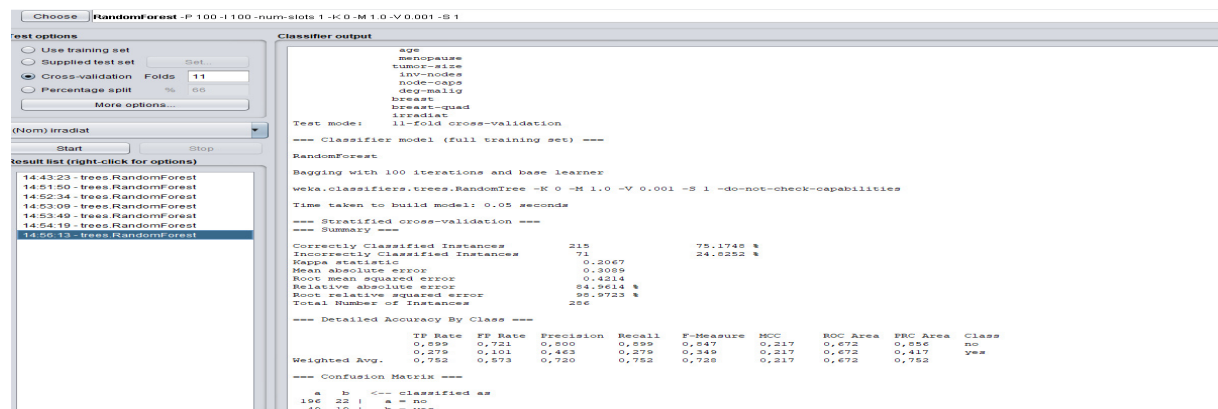 Choose RandomForest -P 100 -I 100 -num-slots 1 -K 0 -M 1.0 -V 0.001 -S 1
Test options
Use training set
Supplied test set Set...
Cross-validation Folds 11
Percentage split % 66
More options...
(Nom) irradiat
Start Stop
Result list (right-click for options)
14:43:23 - trees.RandomForest
14:51:50 - trees.RandomForest
14:52:34 - trees.RandomForest
14:53:09 - trees.RandomForest
14:53:49 - trees.RandomForest
14:54:19 - trees.RandomForest
14:56:13 - trees.RandomForest
Classifier output
age
menopause
tumor-size
inv-nodes
node-caps
deg-malig
breast
breast-quad
irradiat
Test mode: 11-fold cross-validation
=== Classifier model (full training set) ===
RandomForest
Bagging with 100 iterations and base learner
weka.classifiers.trees.RandomTree -K 0 -M 1.0 -V 0.001 -S 1 -do-not-check-capabilities
Time taken to build model: 0.05 seconds
=== Stratified cross-validation ===
=== Summary ===
Correctly Classified Instances 215 75.1748 %
Incorrectly Classified Instances 71 24.8252 %
Kappa statistic 0.2067
Mean absolute error 0.3089
Root mean squared error 0.4214
Relative absolute error 84.9614 %
Root relative squared error 98.9723 %
Total Number of Instances 286
=== Detailed Accuracy By Class ===
TP Rate FP Rate Precision Recall F-Measure MCC ROC Area PRC Area Class
0,899 0,721 0,800 0,899 0,847 0,217 0,672 0,856 no
0,279 0,101 0,463 0,279 0,349 0,217 0,672 0,417 yes
Weighted Avg. 0,752 0,573 0,720 0,752 0,728 0,217 0,672 0,752
=== Confusion Matrix ===
a b <-- classified as
196 22 | a = no